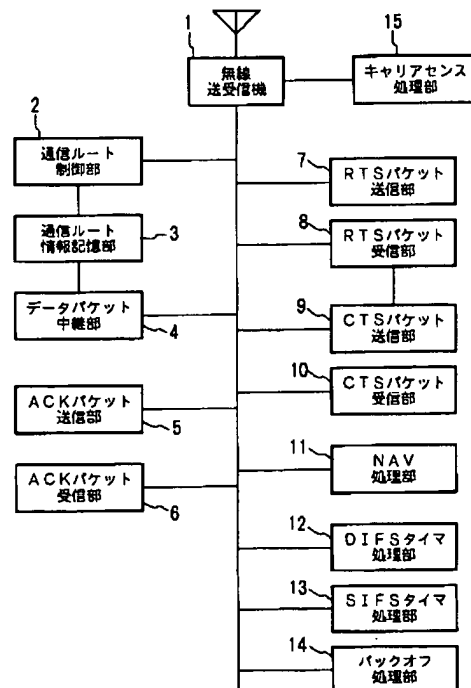 1
無線
送受信機
15
キャリアセンス
処理部
2
通信ルート
制御部
3
通信ルート
情報記憶部
データパケット
中継部
4
ACKパケット
送信部
5
ACKパケット
受信部
6
7
RTSパケット
送信部
8
RTSパケット
受信部
9
CTSパケット
送信部
10
CTSパケット
受信部
11
NAV
処理部
12
DIFSタイマ
処理部
13
SIFSタイマ
処理部
14
バックオフ
処理部